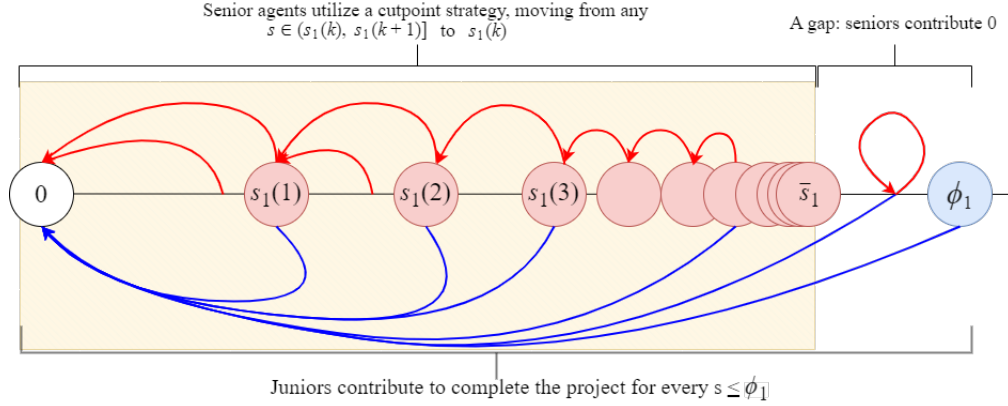 Senior agents utilize a cutpoint strategy, moving from any
s ∈ (s₁(k), s₁(k+1)] to s₁(k)
A gap: seniors contribute 0
0
s₁(1)
s₁(2)
s₁(3)
s̅₁
ϕ₁
Juniors contribute to complete the project for every s ≤ ϕ₁